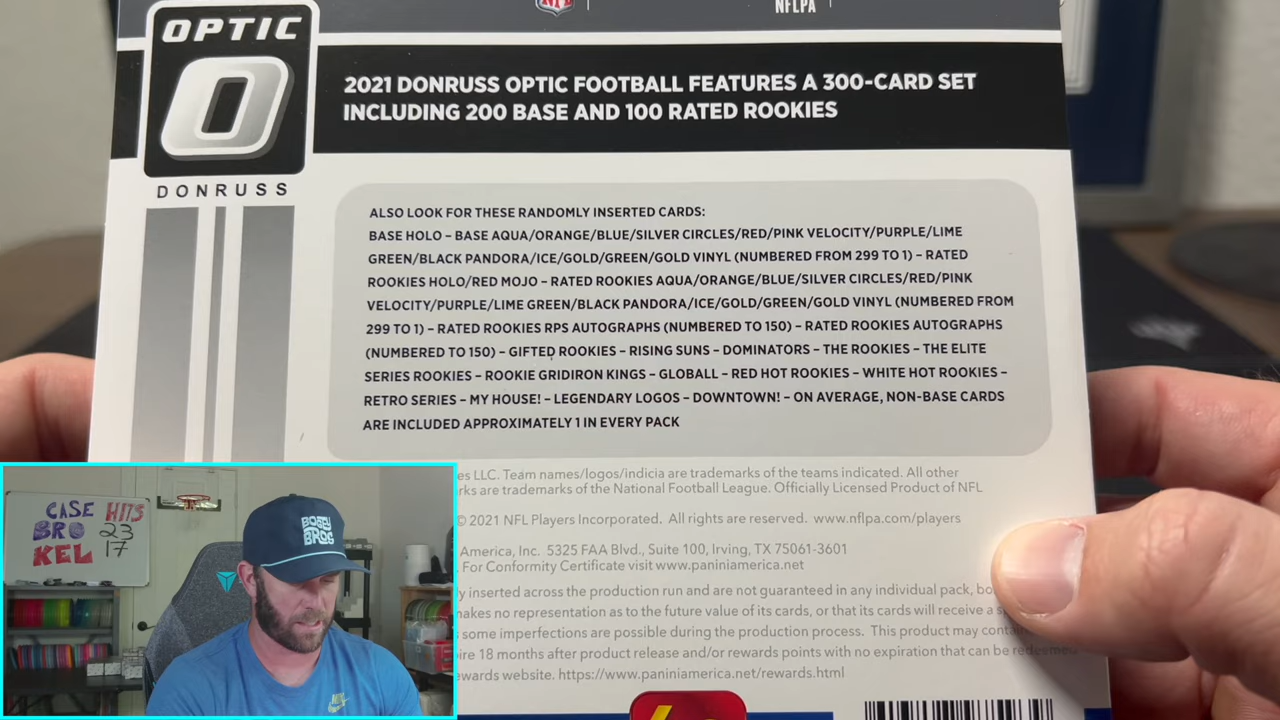 NFL
NFLPA
OPTIC
DONRUSS
2021 DONRUSS OPTIC FOOTBALL FEATURES A 300-CARD SET
INCLUDING 200 BASE AND 100 RATED ROOKIES
ALSO LOOK FOR THESE RANDOMLY INSERTED CARDS:
BASE HOLO – BASE AQUA/ORANGE/BLUE/SILVER CIRCLES/RED/PINK VELOCITY/PURPLE/LIME
GREEN/BLACK PANDORA/ICE/GOLD/GREEN/GOLD VINYL (NUMBERED FROM 299 TO 1) – RATED
ROOKIES HOLO/RED MOJO – RATED ROOKIES AQUA/ORANGE/BLUE/SILVER CIRCLES/RED/PINK
VELOCITY/PURPLE/LIME GREEN/BLACK PANDORA/ICE/GOLD/GREEN/GOLD VINYL (NUMBERED FROM
299 TO 1) – RATED ROOKIES RPS AUTOGRAPHS (NUMBERED TO 150) – RATED ROOKIES AUTOGRAPHS
(NUMBERED TO 150) – GIFTED ROOKIES – RISING SUNS – DOMINATORS – THE ROOKIES – THE ELITE
SERIES ROOKIES – ROOKIE GRIDIRON KINGS – GLOBALL – RED HOT ROOKIES – WHITE HOT ROOKIES –
RETRO SERIES – MY HOUSE! – LEGENDARY LOGOS – DOWNTOWN! – ON AVERAGE, NON-BASE CARDS
ARE INCLUDED APPROXIMATELY 1 IN EVERY PACK
LLC. Team names/logos/indicia are trademarks of the teams indicated. All other
are trademarks of the National Football League. Officially Licensed Product of NFL
© 2021 NFL Players Incorporated. All rights are reserved. www.nflpa.com/players
America, Inc. 5325 FAA Blvd., Suite 100, Irving, TX 75061-3601
For Conformity Certificate visit www.paniniamerica.net
inserted across the production run and are not guaranteed in any individual pack,
makes no representation as to the future value of its cards, or that its cards will receive a
some imperfections are possible during the production process. This product may
18 months after product release and/or rewards points with no expiration that can be redeemed
website. https://www.paniniamerica.net/rewards.html
CASE HITS
BRO 23
KEL 17
BOOBY
BROS